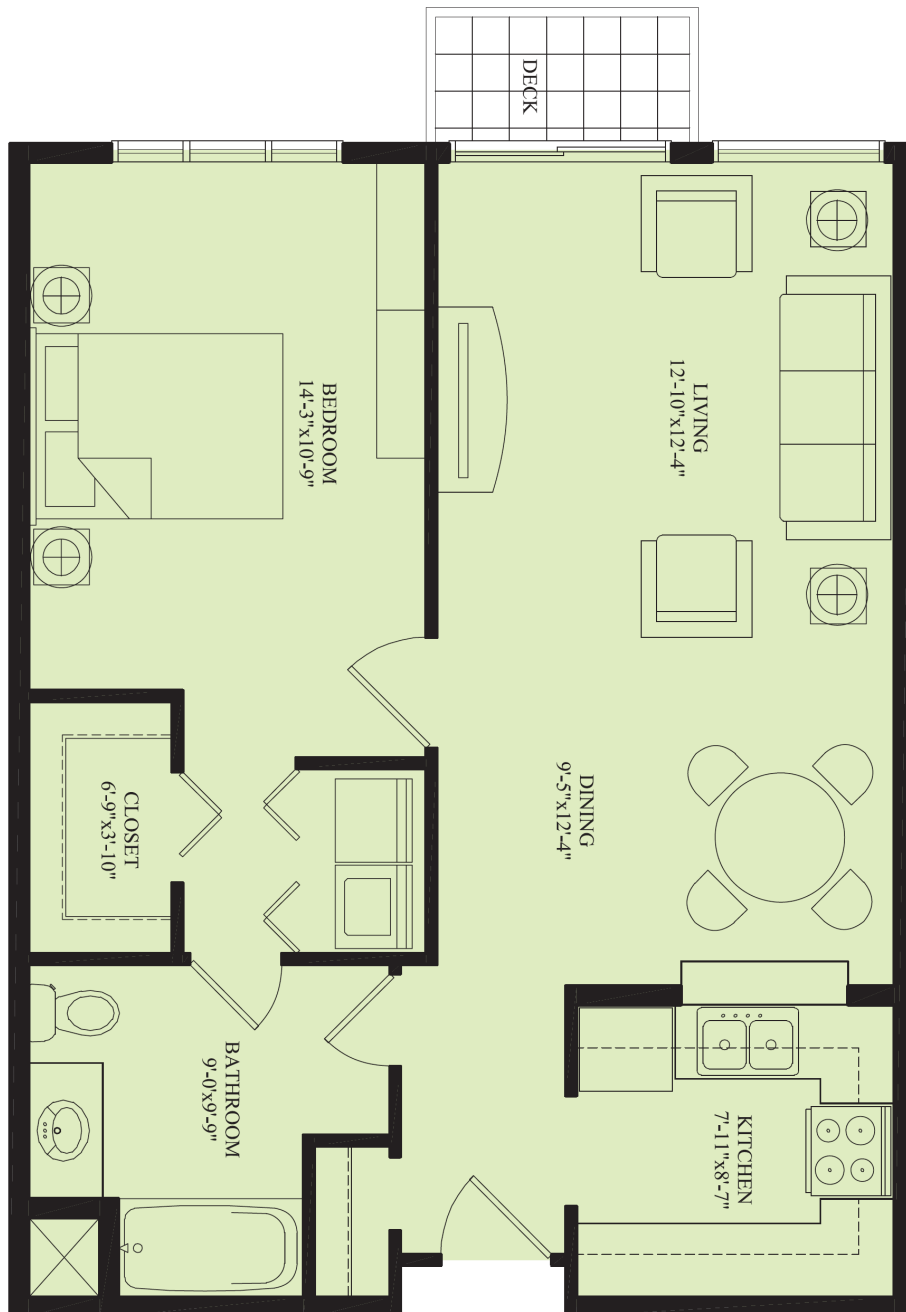 DECK
LIVING
12'-10"x12'-4"
BEDROOM
14'-3"x10'-9"
DINING
9'-5"x12'-4"
CLOSET
6'-9"x3'-10"
BATHROOM
9'-0'x9'-9"
KITCHEN
7'-11"x8'-7"